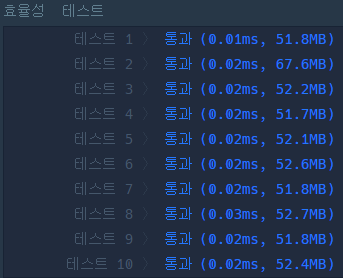 효율성 테스트
테스트 1 〉 통과 (0.01ms, 51.8MB)
테스트 2 〉 통과 (0.02ms, 67.6MB)
테스트 3 〉 통과 (0.02ms, 52.2MB)
테스트 4 〉 통과 (0.02ms, 51.7MB)
테스트 5 〉 통과 (0.02ms, 52.1MB)
테스트 6 〉 통과 (0.02ms, 52.6MB)
테스트 7 〉 통과 (0.02ms, 51.8MB)
테스트 8 〉 통과 (0.03ms, 52.7MB)
테스트 9 〉 통과 (0.02ms, 51.8MB)
테스트 10 〉 통과 (0.02ms, 52.4MB)